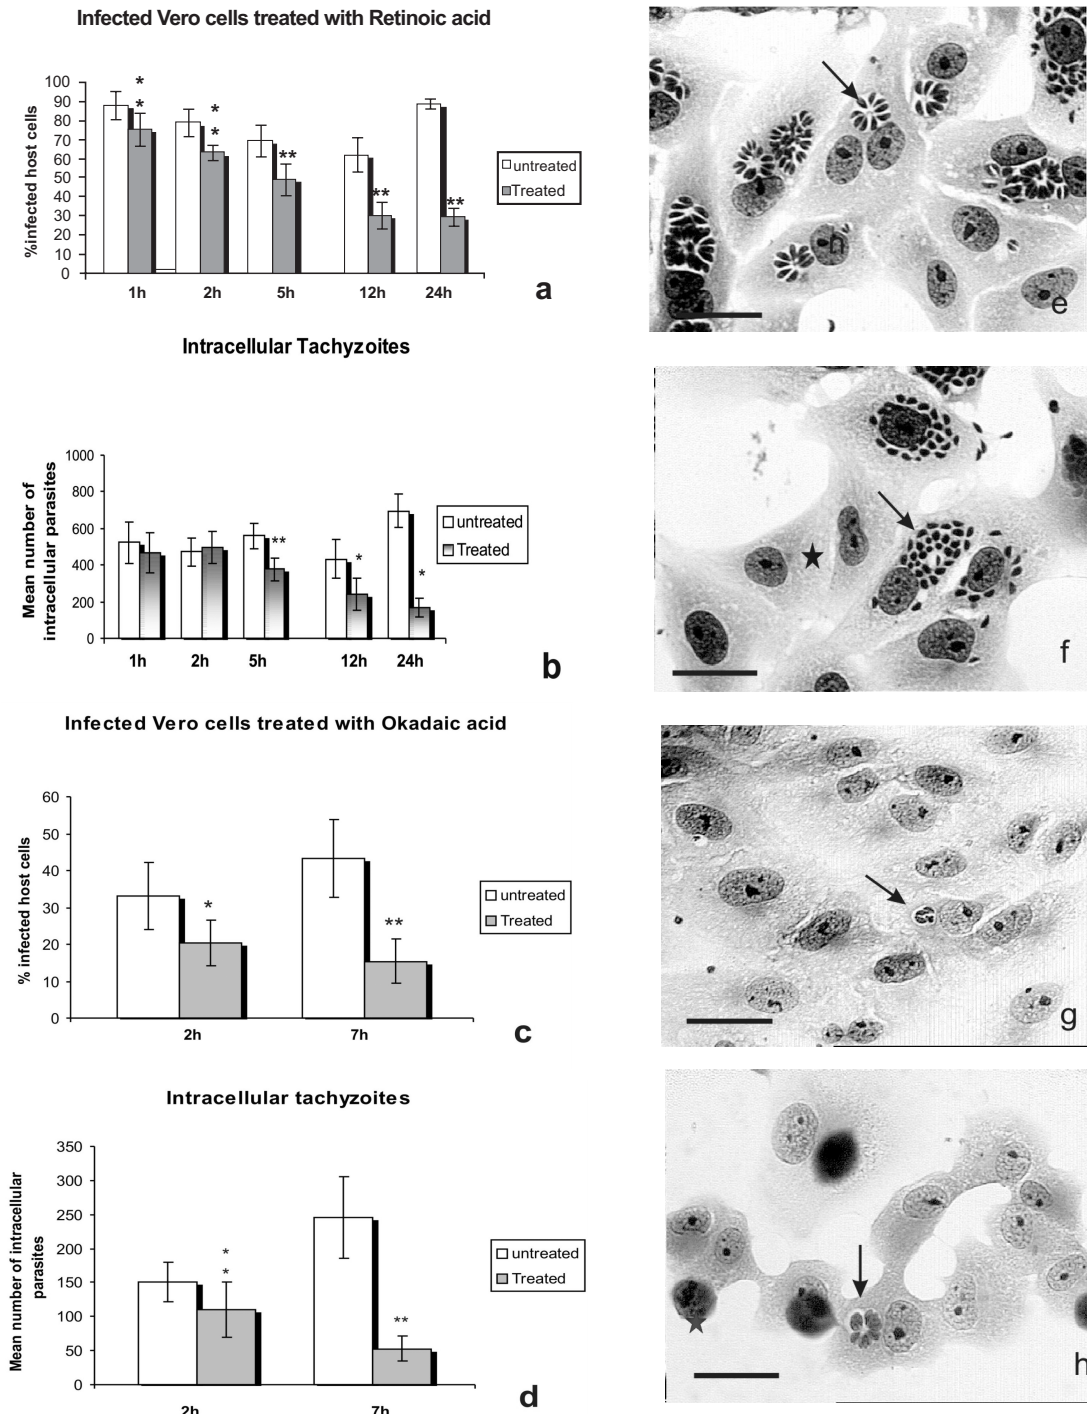 Infected Vero cells treated with Retinoic acid
%infected host cells
100
90
80
70
60
50
40
30
20
10
0
*
*
*
*
**
**
**
1h 2h 5h 12h 24h
untreated
Treated
a
Intracellular Tachyzoites
Mean number of
intracellular parasites
1000
800
600
400
200
0
**
*
*
1h 2h 5h 12h 24h
untreated
Treated
b
Infected Vero cells treated with Okadaic acid
% infected host cells
60
50
40
30
20
10
0
*
**
2h 7h
untreated
Treated
c
Intracellular tachyzoites
Mean number of intracellular
parasites
350
300
250
200
150
100
50
0
*
*
**
2h 7h
untreated
Treated
d
e
f
g
h